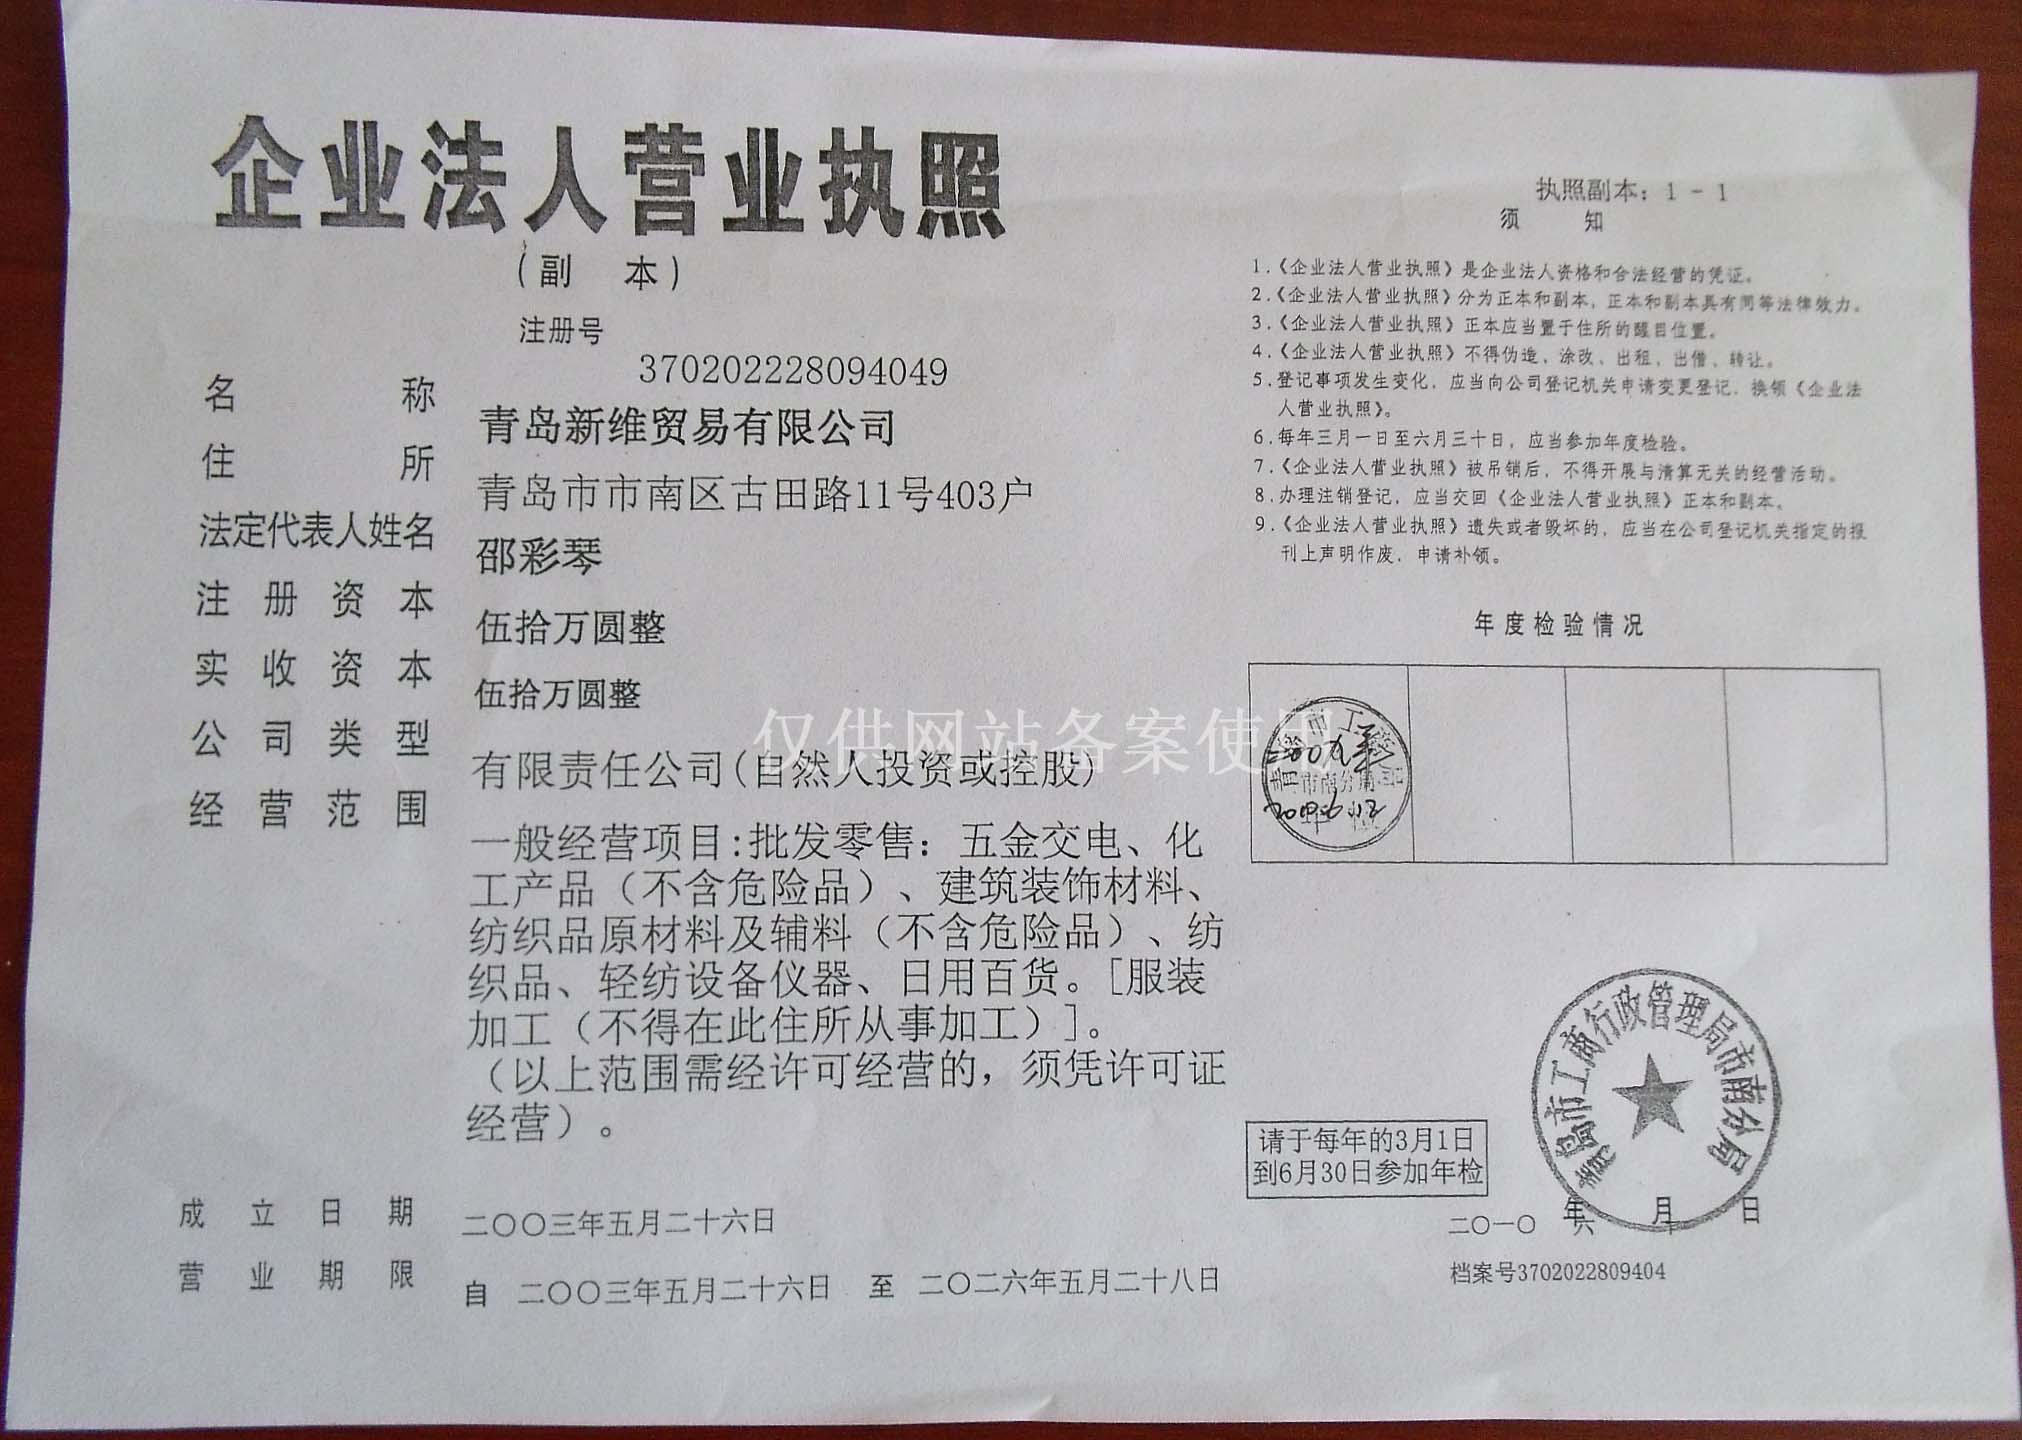 企业法人营业执照
(副 本)
注册号
370202228094049
名 称
青岛新维贸易有限公司
住 所
青岛市市南区古田路11号403户
法定代表人姓名
邵彩琴
注册资本
伍拾万圆整
实收资本
伍拾万圆整
公司类型
有限责任公司(自然人投资或控股)
经营范围
一般经营项目:批发零售：五金交电、化
工产品（不含危险品）、建筑装饰材料、
纺织品原材料及辅料（不含危险品）、纺
织品、轻纺设备仪器、日用百货。[服装
加工（不得在此住所从事加工）]。
（以上范围需经许可经营的，须凭许可证
经营）。
成立日期
二〇〇三年五月二十六日
营业期限
自 二〇〇三年五月二十六日 至 二〇二六年五月二十八日
仅供网站备案使用
执照副本：1-1
须 知
1.《企业法人营业执照》是企业法人资格和合法经营的凭证。
2.《企业法人营业执照》分为正本和副本，正本和副本具有同等法律效力。
3.《企业法人营业执照》正本应当置于住所的醒目位置。
4.《企业法人营业执照》不得伪造、涂改、出租、出借、转让。
5.登记事项发生变化，应当向公司登记机关申请变更登记，换领《企业法
人营业执照》。
6.每年三月一日至六月三十日，应当参加年度检验。
7.《企业法人营业执照》被吊销后，不得开展与清算无关的经营活动。
8.办理注销登记，应当交回《企业法人营业执照》正本和副本。
9.《企业法人营业执照》遗失或者毁坏的，应当在公司登记机关指定的报
刊上声明作废，申请补领。
年度检验情况
请于每年的3月1日
到6月30日参加年检
青岛市工商行政管理局市南分局
年 月 日
二〇一〇 六
档案号3702022809404